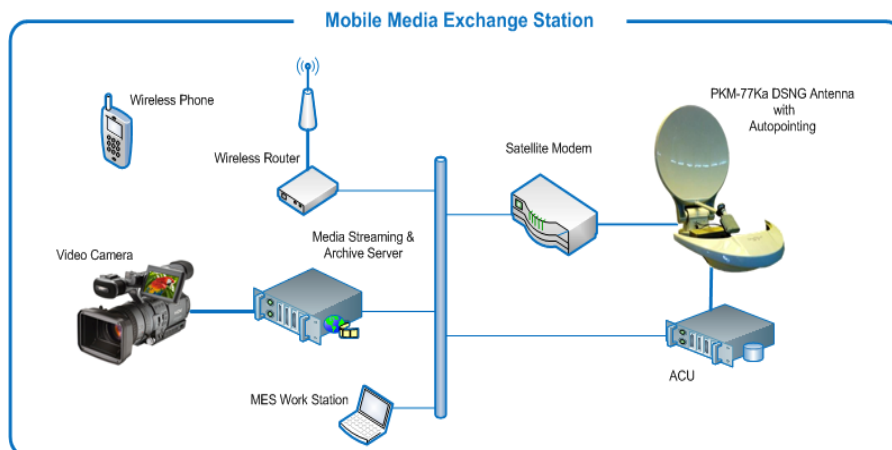 Mobile Media Exchange Station
Wireless Phone
Wireless Router
Satellite Modem
PKM-77Ka DSNG Antenna
with
Autopointing
Video Camera
Media Streaming &
Archive Server
MES Work Station
ACU